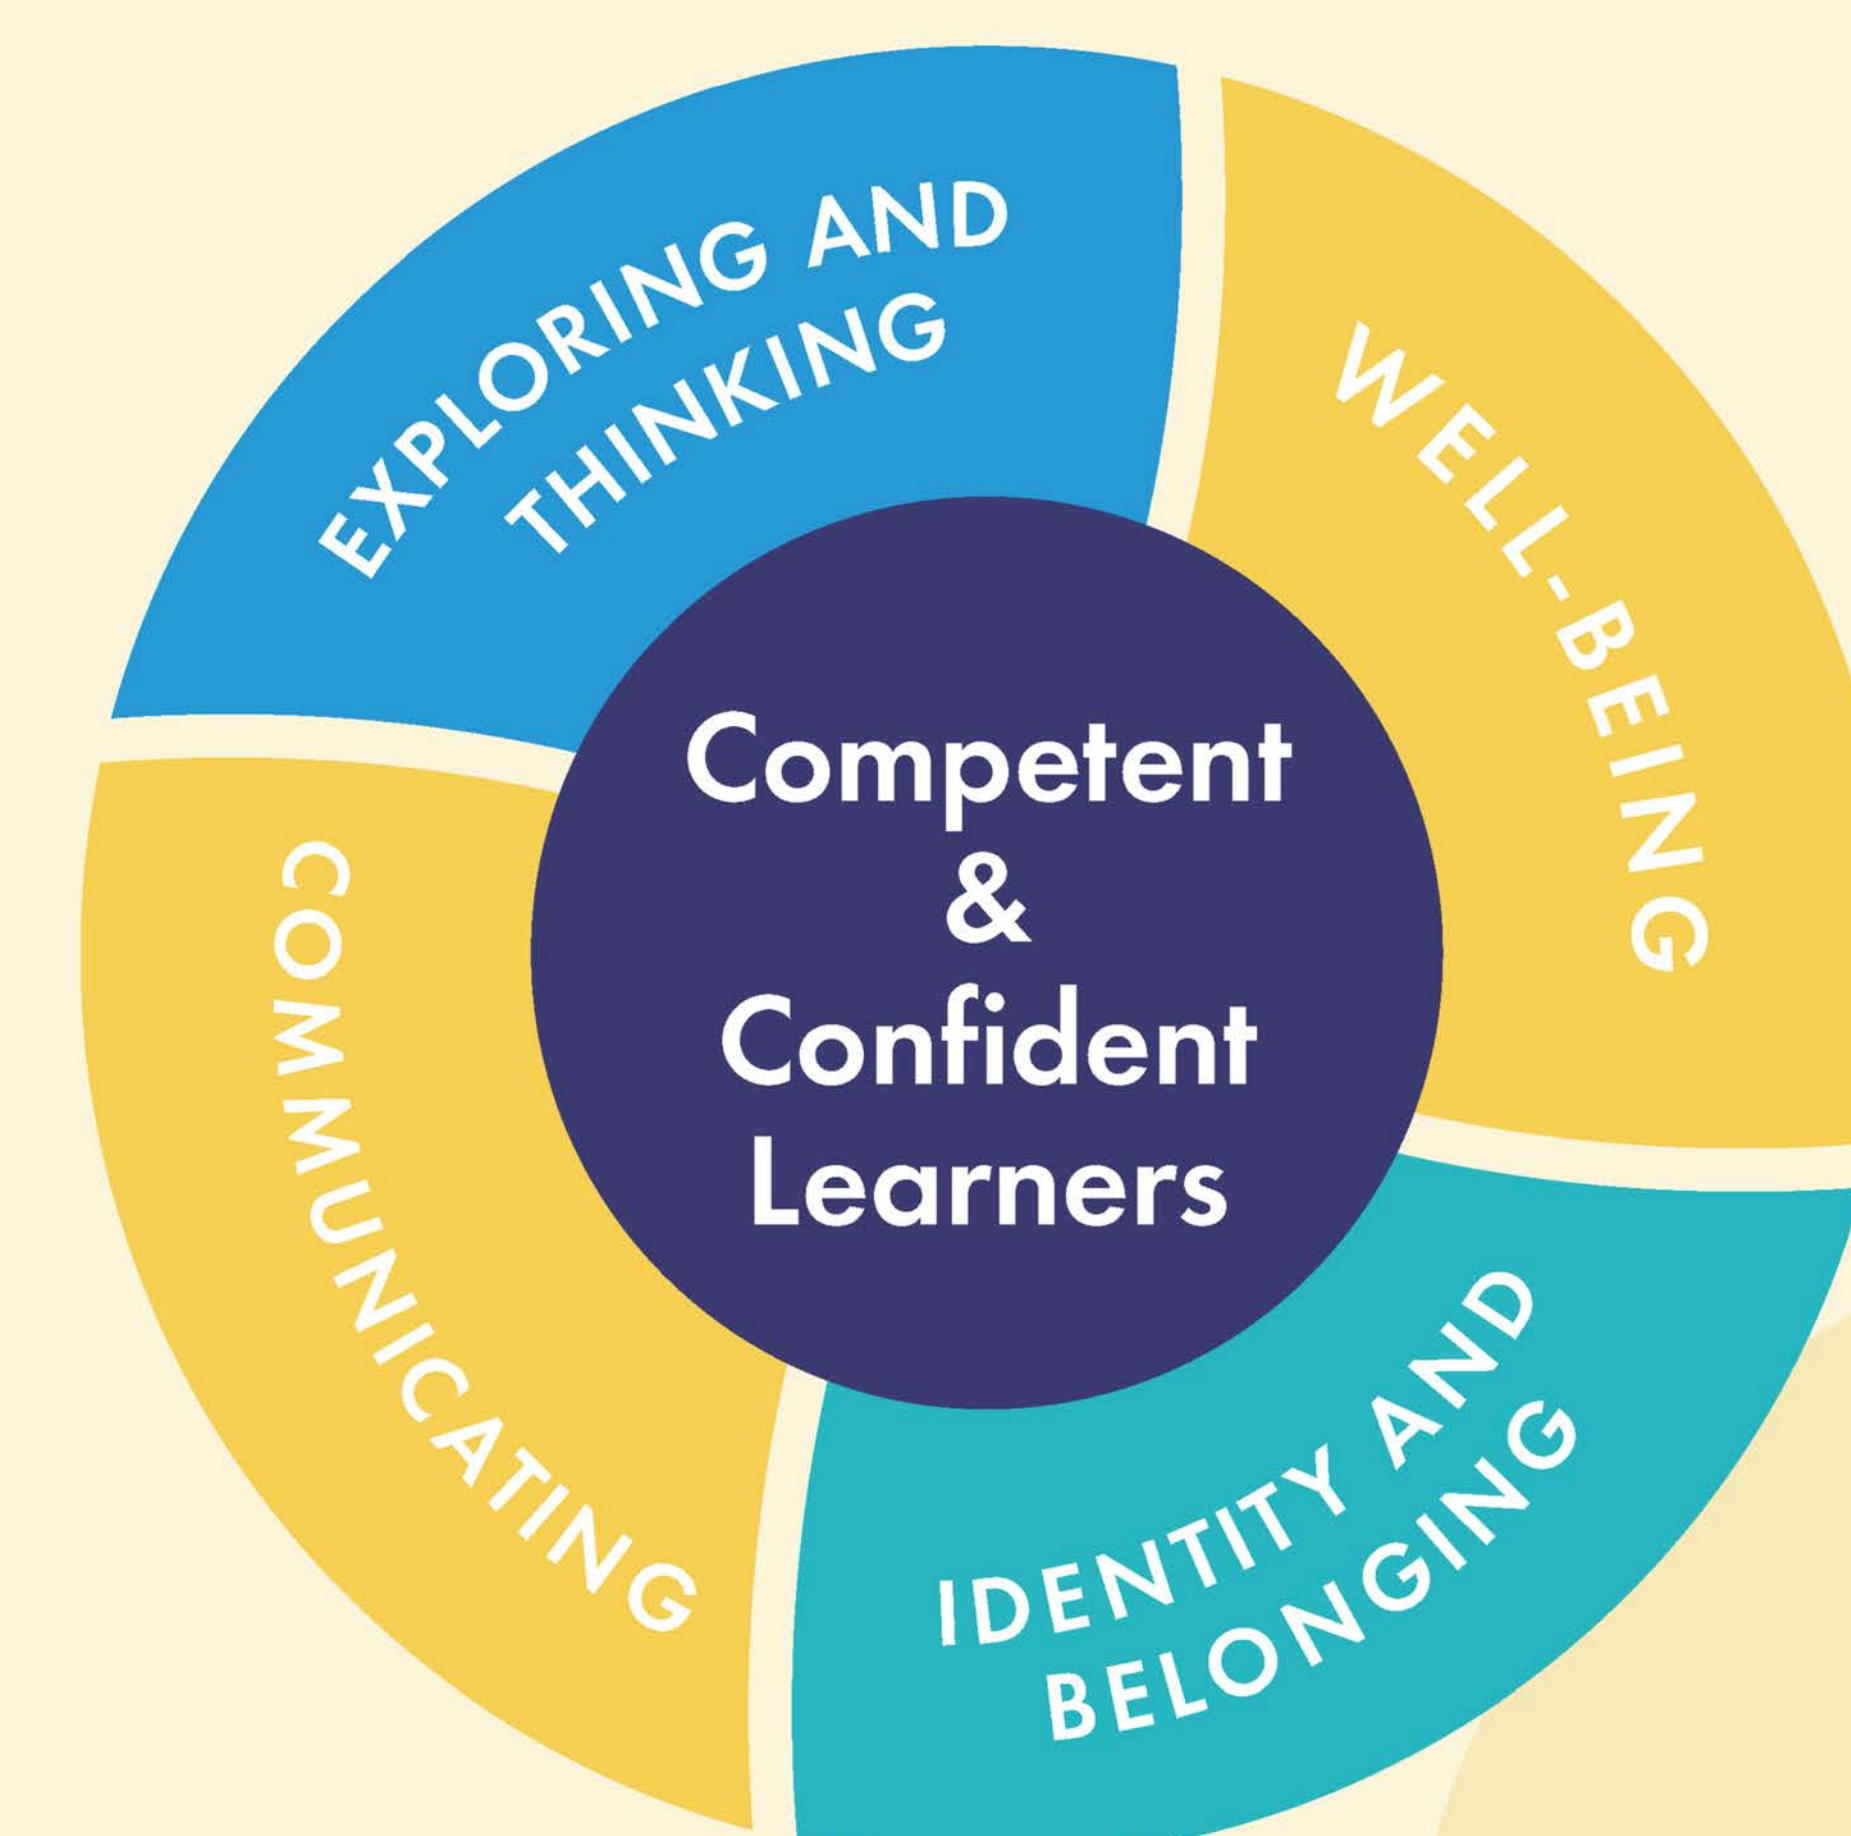 EXPLORING AND
THINKING
WELL-BEING
Competent
&
Confident
Learners
COMMUNICATING
IDENTITY AND
BELONGING